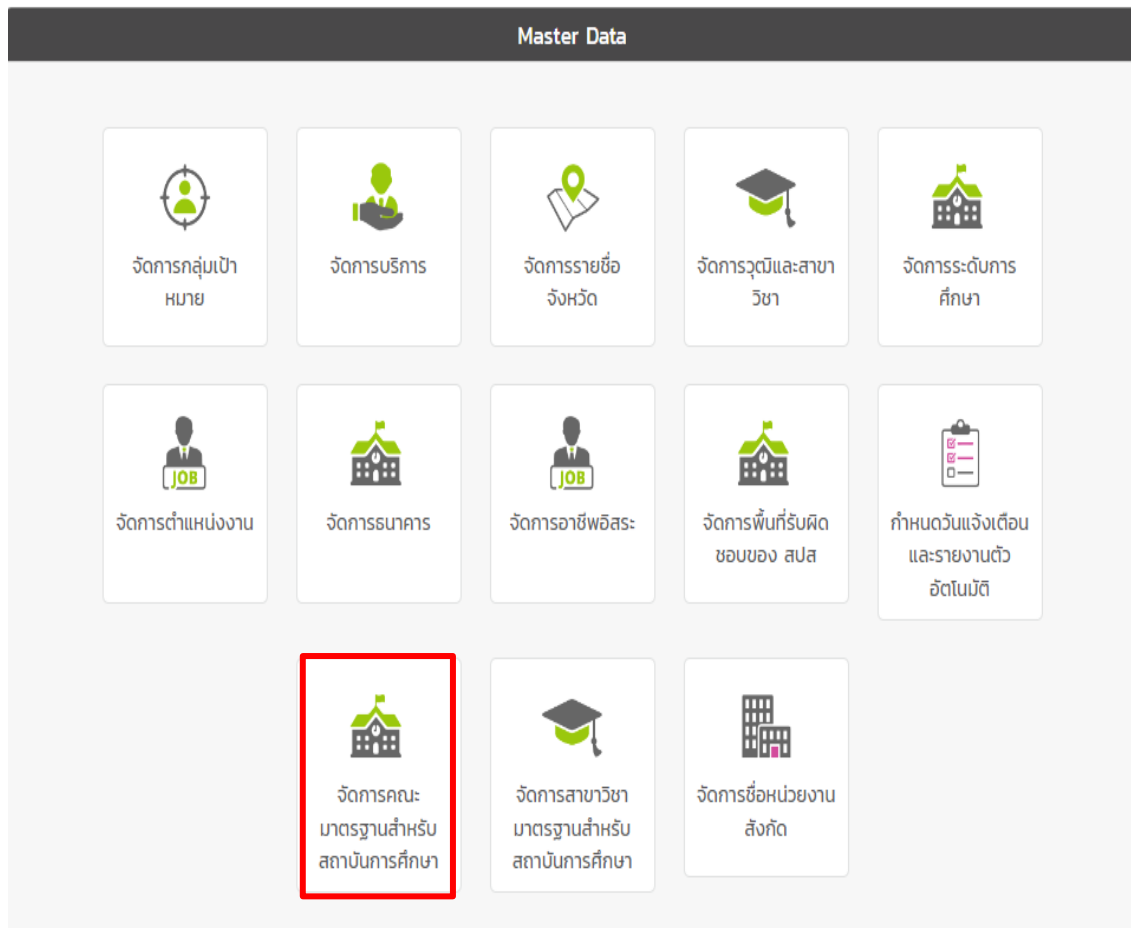 Master Data
จัดการกลุ่มเป้า
หมาย
จัดการบริการ
จัดการรายชื่อ
จังหวัด
จัดการวุฒิและสาขา
วิชา
จัดการระดับการ
ศึกษา
JOB
จัดการตำแหน่งงาน
จัดการธนาคาร
JOB
จัดการอาชีพอิสระ
จัดการพื้นที่รับผิด
ชอบของ สปส
กำหนดวันแจ้งเตือน
และรายงานตัว
อัตโนมัติ
จัดการคณะ
มาตรฐานสำหรับ
สถาบันการศึกษา
จัดการสาขาวิชา
มาตรฐานสำหรับ
สถาบันการศึกษา
จัดการชื่อหน่วยงาน
สังกัด